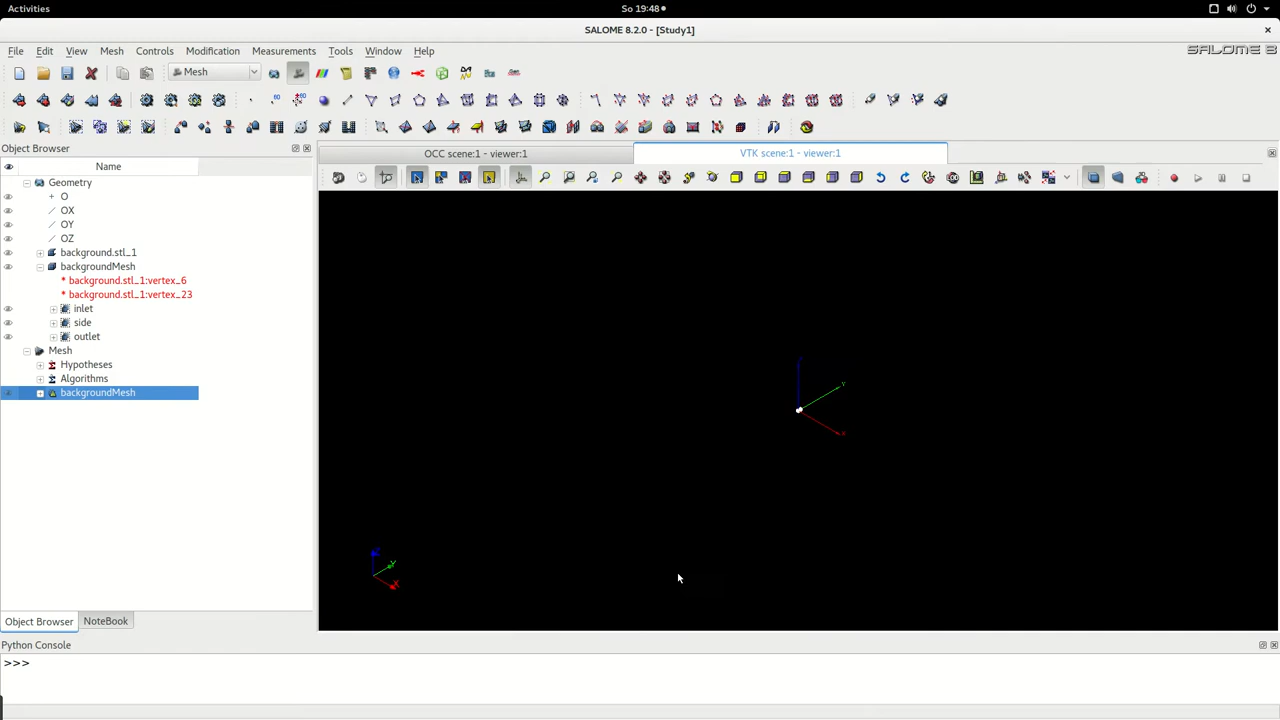 Activities
So 19:48
SALOME 8.2.0 - [Study1]
File Edit View Mesh Controls Modification Measurements Tools Window Help
SALOME 8
Mesh
Object Browser
OCC scene:1 - viewer:1
VTK scene:1 - viewer:1
Name
Geometry
O
OX
OY
OZ
background.stl_1
backgroundMesh
* background.stl_1:vertex_6
* background.stl_1:vertex_23
inlet
side
outlet
Mesh
Hypotheses
Algorithms
backgroundMesh
Z
Y
X
Z
Y
X
Object Browser
NoteBook
Python Console
>>>